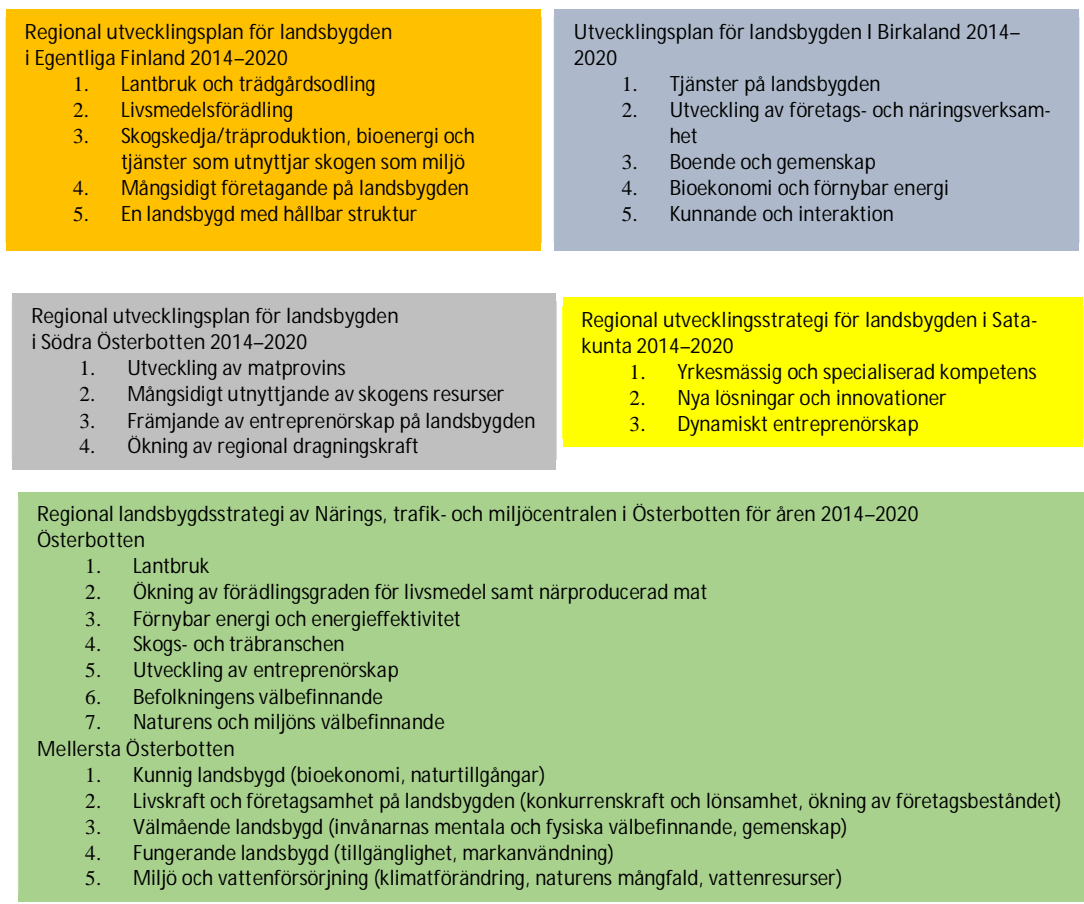 Regional utvecklingsplan för landsbygden
i Egentliga Finland 2014–2020
1. Lantbruk och trädgårdsodling
2. Livsmedelsförädling
3. Skogskedja/träproduktion, bioenergi och
tjänster som utnyttjar skogen som miljö
4. Mångsidigt företagande på landsbygden
5. En landsbygd med hållbar struktur
Utvecklingsplan för landsbygden I Birkaland 2014–
2020
1. Tjänster på landsbygden
2. Utveckling av företags- och näringsverksam-
het
3. Boende och gemenskap
4. Bioekonomi och förnybar energi
5. Kunnande och interaktion
Regional utvecklingsplan för landsbygden
i Södra Österbotten 2014–2020
1. Utveckling av matprovins
2. Mångsidigt utnyttjande av skogens resurser
3. Främjande av entreprenörskap på landsbygden
4. Ökning av regional dragningskraft
Regional utvecklingsstrategi för landsbygden i Sata-
kunta 2014–2020
1. Yrkesmässig och specialiserad kompetens
2. Nya lösningar och innovationer
3. Dynamiskt entreprenörskap
Regional landsbygdsstrategi av Närings, trafik- och miljöcentralen i Österbotten för åren 2014–2020
Österbotten
1. Lantbruk
2. Ökning av förädlingsgraden för livsmedel samt närproducerad mat
3. Förnybar energi och energieffektivitet
4. Skogs- och träbranschen
5. Utveckling av entreprenörskap
6. Befolkningens välbefinnande
7. Naturens och miljöns välbefinnande
Mellersta Österbotten
1. Kunnig landsbygd (bioekonomi, naturtillgångar)
2. Livskraft och företagsamhet på landsbygden (konkurrenskraft och lönsamhet, ökning av företagsbeståndet)
3. Välmående landsbygd (invånarnas mentala och fysiska välbefinnande, gemenskap)
4. Fungerande landsbygd (tillgänglighet, markanvändning)
5. Miljö och vattenförsörjning (klimatförändring, naturens mångfald, vattenresurser)